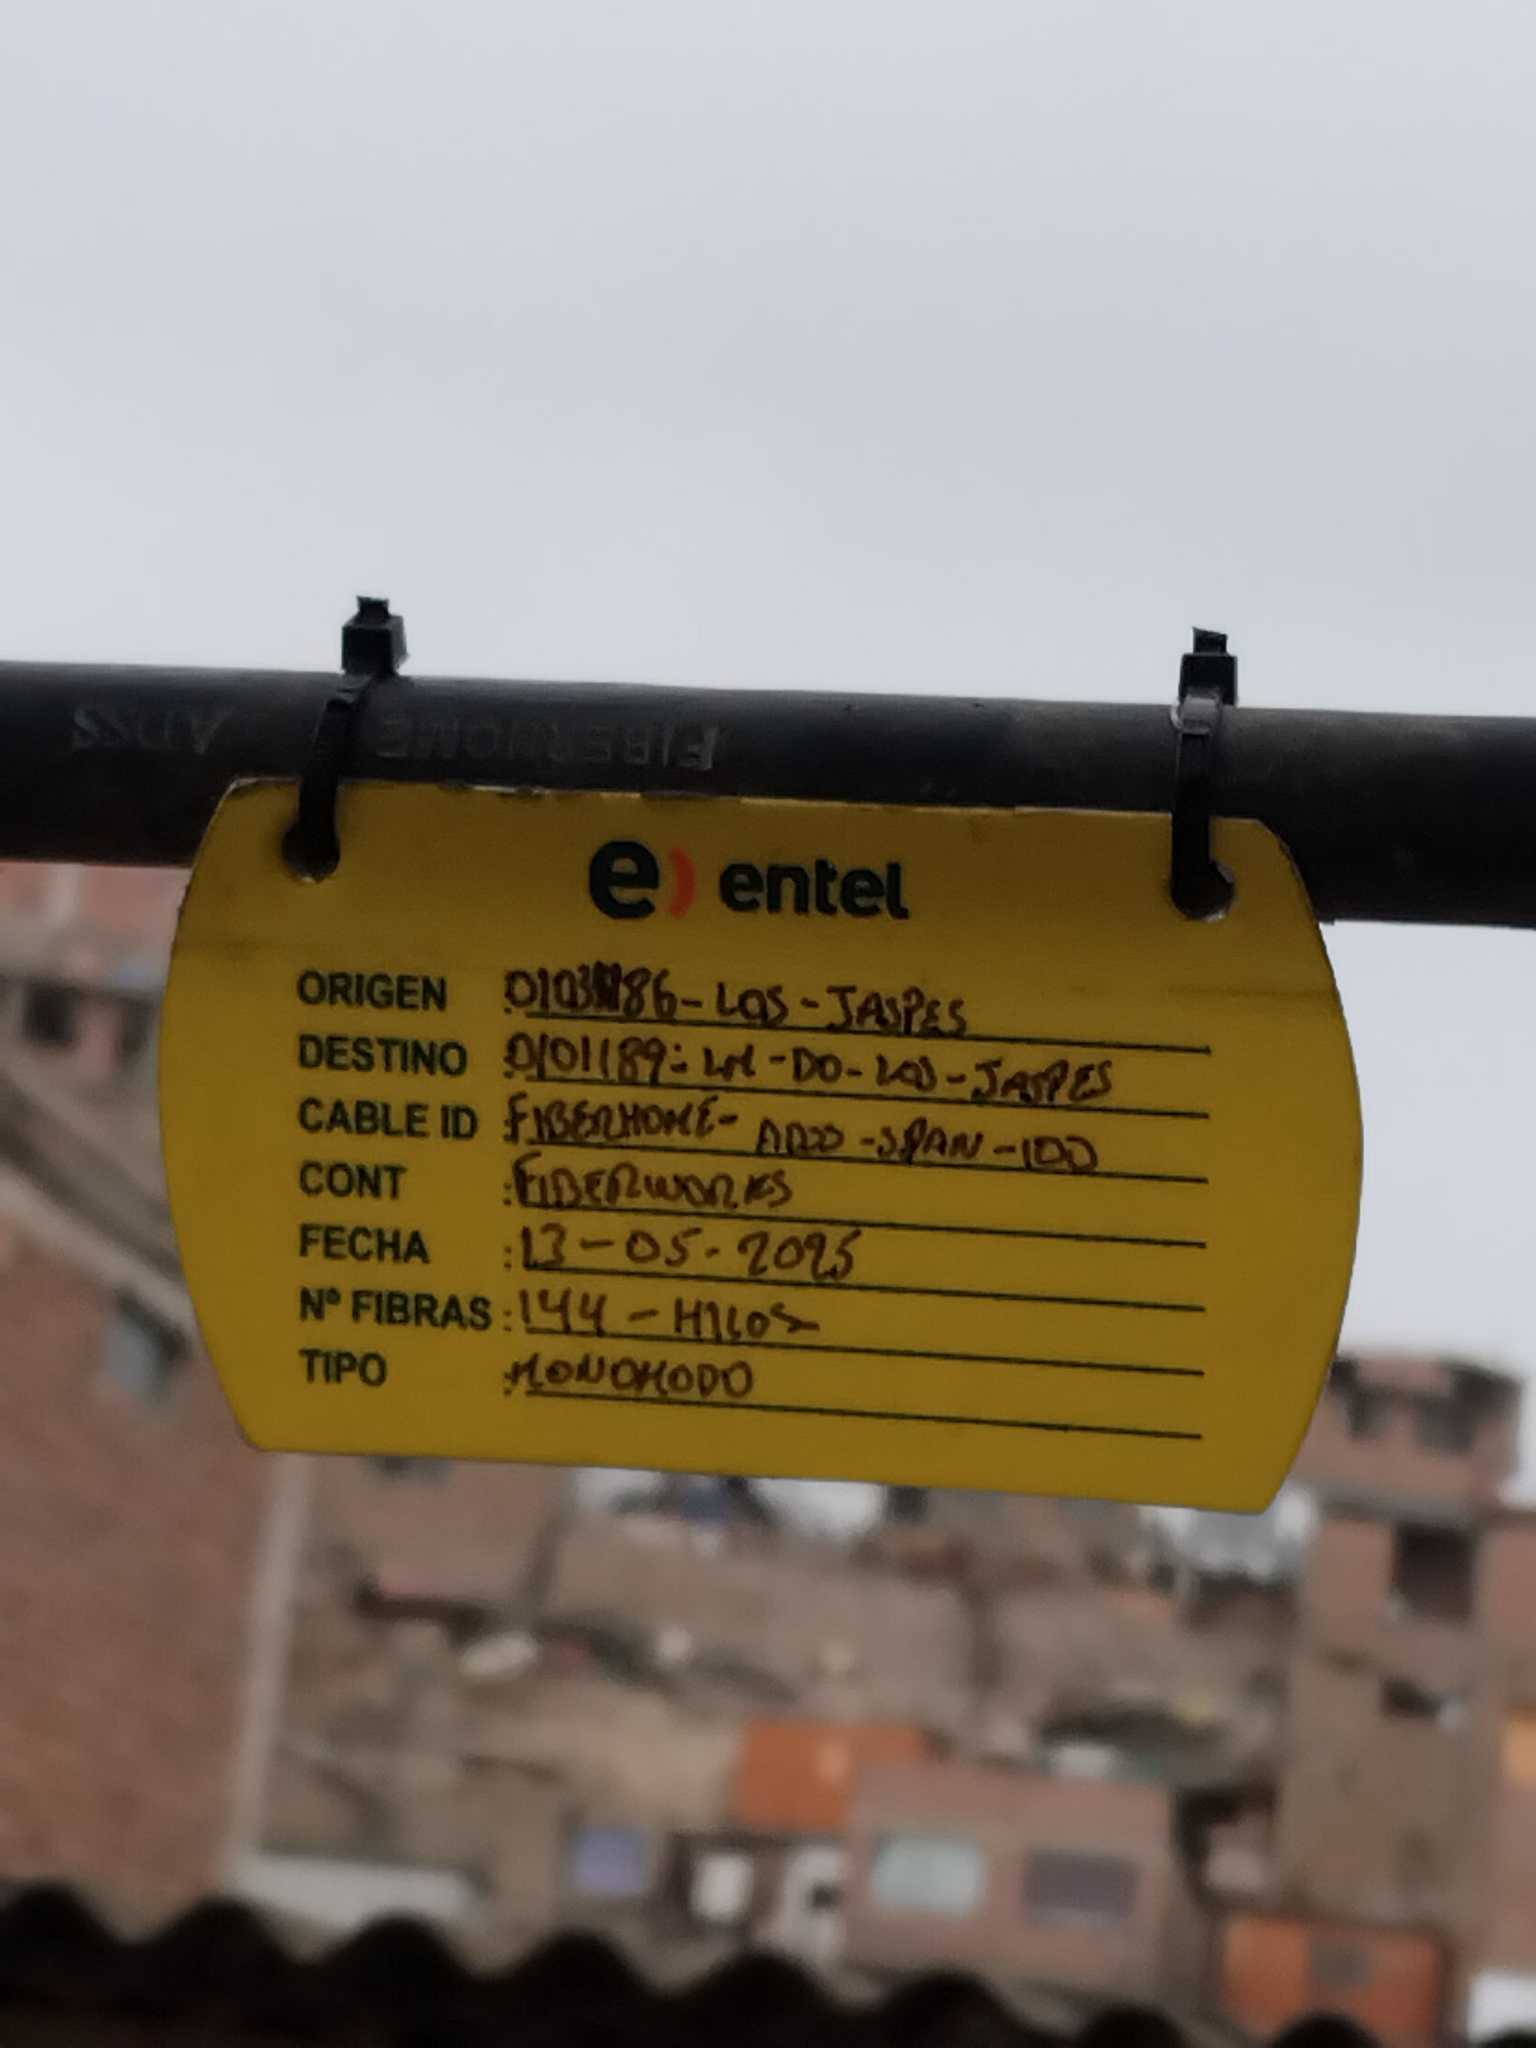 FIBERHOME ADSS
e) entel
ORIGEN : 0103186-LOS-JASPES
DESTINO : 0101189: LM-DO-LOS-JASPES
CABLE ID : FIBERHOME- ADSS-SPAN-100
CONT : FIBERWORKS
FECHA : 13-05-2025
Nº FIBRAS : 144-HILOS
TIPO : MONOMODO